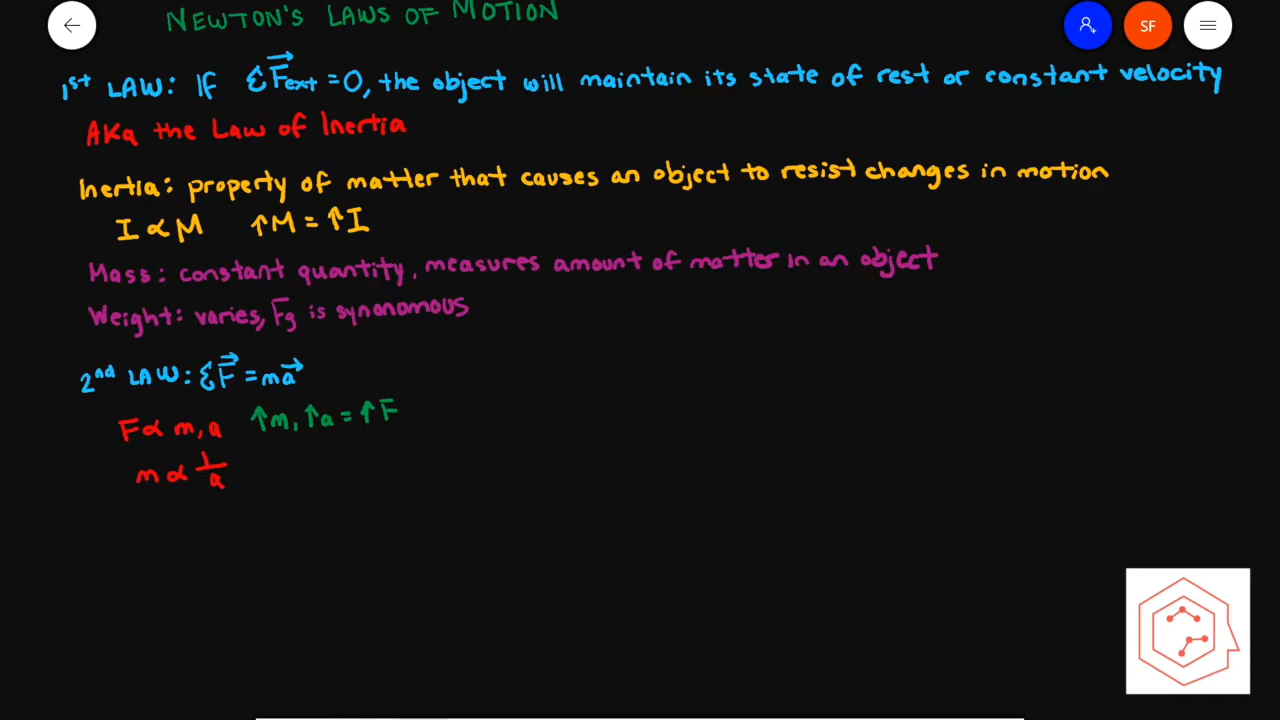 NEWTON'S LAWS OF MOTION
SF
1st LAW: IF ΣF⃗ext = 0, the object will maintain its state of rest or constant velocity
AKA the Law of Inertia
Inertia: property of matter that causes an object to resist changes in motion
I ∝ M ↑M = ↑I
Mass: constant quantity, measures amount of matter in an object
Weight: varies, Fg is synonomous
2nd LAW: ΣF⃗ = ma⃗
F ∝ m, a ↑m, ↑a = ↑F
m ∝ 1/a